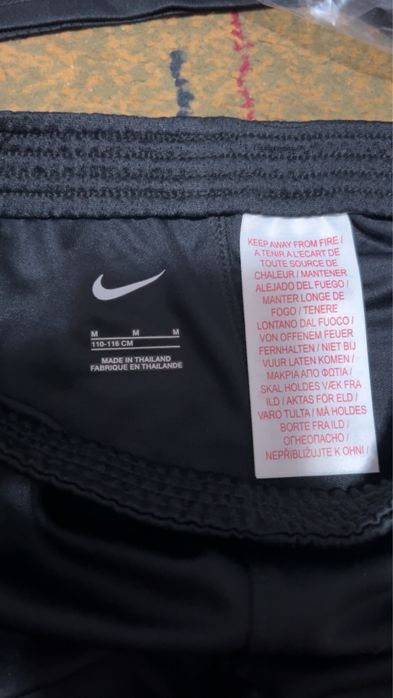 M M M
110-116 CM
MADE IN THAILAND
FABRIQUE EN THAILANDE
KEEP AWAY FROM FIRE /
A TENIR A L'ECART DE
TOUTE SOURCE DE
CHALEUR / MANTENER
ALEJADO DEL FUEGO /
MANTER LONGE DE
FOGO / TENERE
LONTANO DAL FUOCO /
VON OFFENEM FEUER
FERNHALTEN / NIET BIJ
VUUR LATEN KOMEN /
ΜΑΚΡΙΑ ΑΠΟ ΦΩΤΙΑ /
SKAL HOLDES VÆK FRA
ILD / AKTAS FÖR ELD /
VARO TULTA / MÅ HOLDES
BORTE FRA ILD /
ОГНЕОПАСНО /
NEPŘIBLIŽUJTE K OHNI /